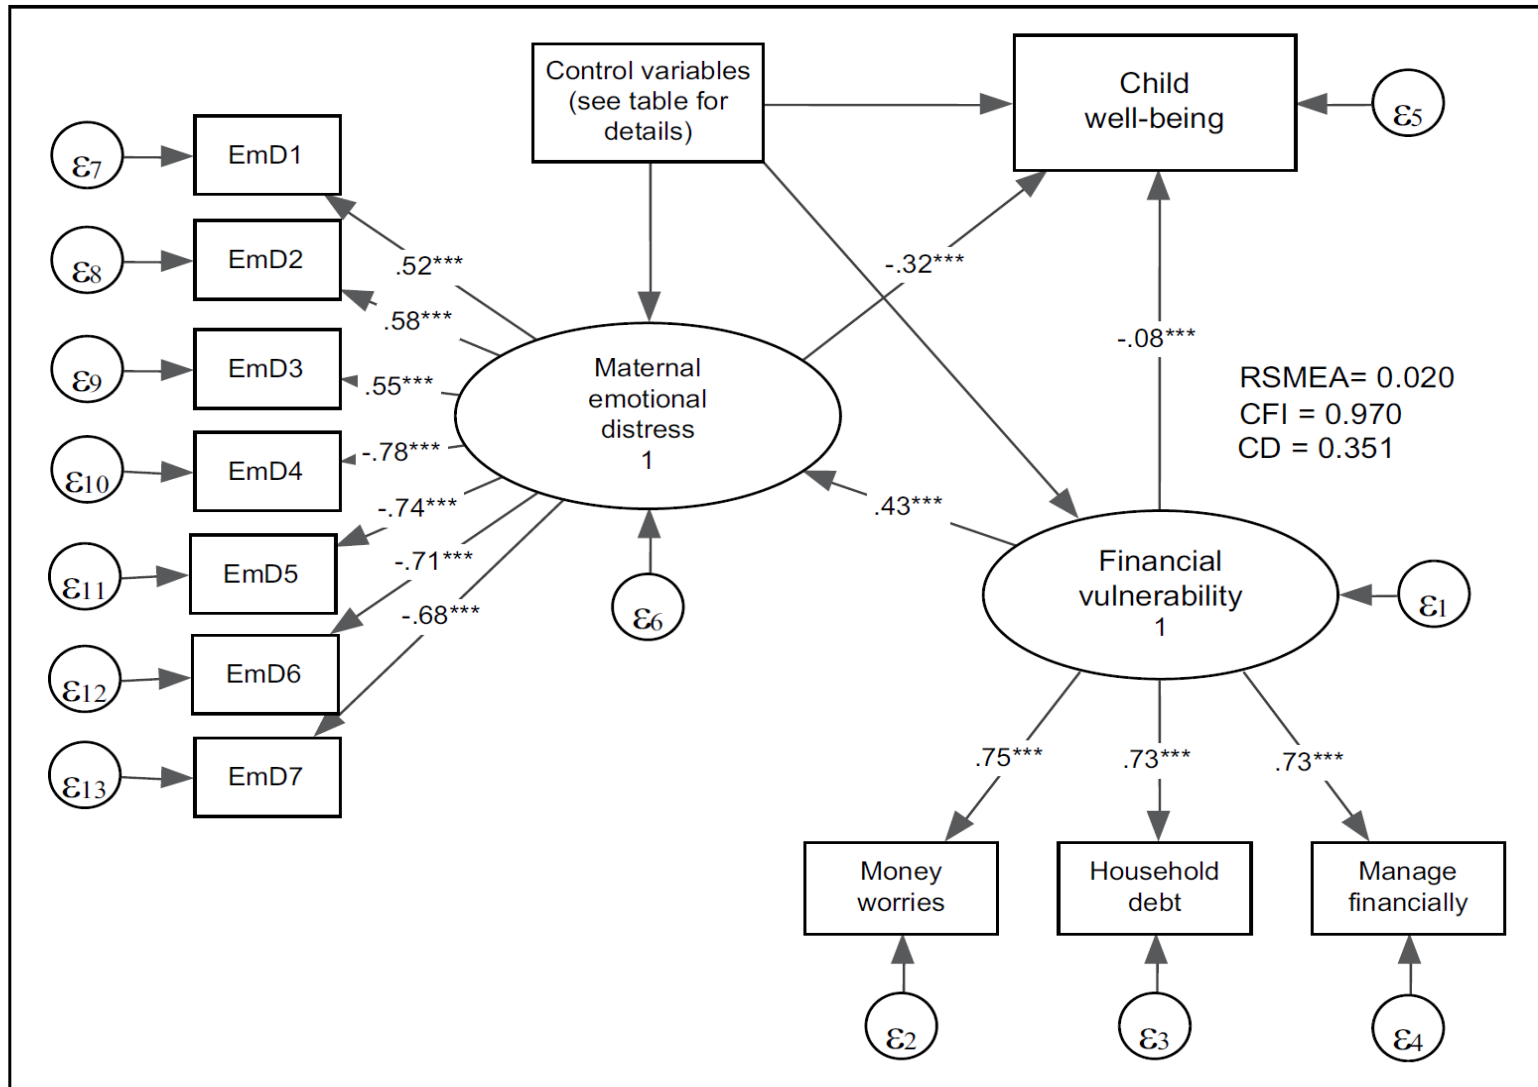 Control variables
(see table for
details)
Child
well-being
ε5
ε7
EmD1
ε8
EmD2
ε9
EmD3
ε10
EmD4
ε11
EmD5
ε12
EmD6
ε13
EmD7
.52***
.58***
.55***
-.78***
-.74***
-.71***
-.68***
Maternal
emotional
distress
1
ε6
-.32***
-.08***
.43***
RSMEA= 0.020
CFI = 0.970
CD = 0.351
Financial
vulnerability
1
ε1
.75***
.73***
.73***
Money
worries
Household
debt
Manage
financially
ε2
ε3
ε4